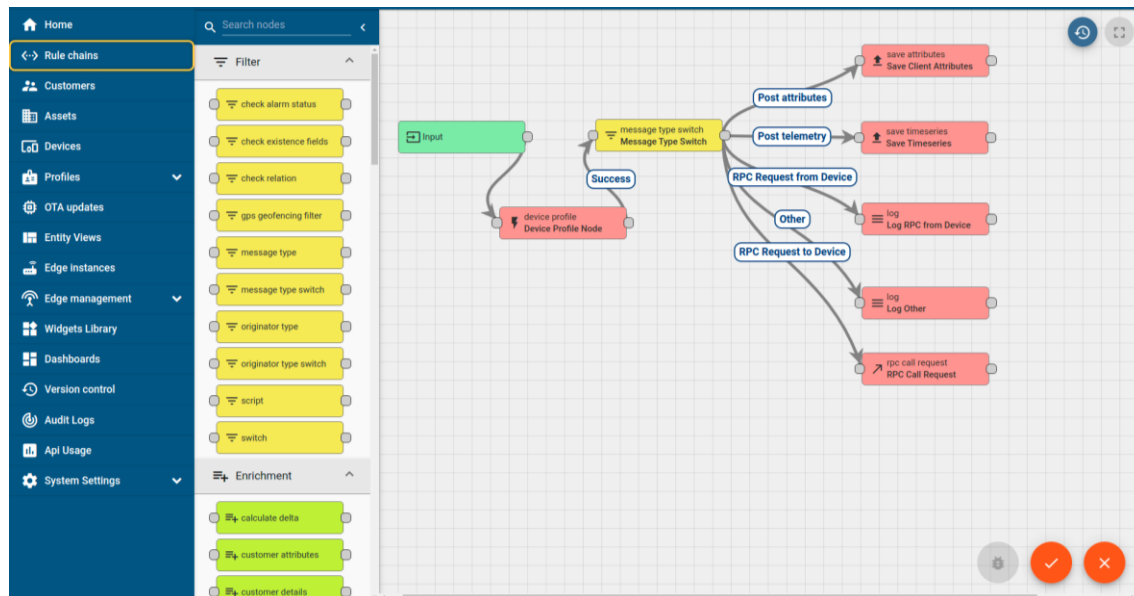 Home
Rule chains
Customers
Assets
Devices
Profiles
OTA updates
Entity Views
Edge instances
Edge management
Widgets Library
Dashboards
Version control
Audit Logs
Api Usage
System Settings
Search nodes
Filter
check alarm status
check existence fields
check relation
gps geofencing filter
message type
message type switch
originator type
originator type switch
script
switch
Enrichment
calculate delta
customer attributes
customer details
Input
device profile
Device Profile Node
Success
message type switch
Message Type Switch
Post attributes
Post telemetry
RPC Request from Device
Other
RPC Request to Device
save attributes
Save Client Attributes
save timeseries
Save Timeseries
log
Log RPC from Device
log
Log Other
rpc call request
RPC Call Request